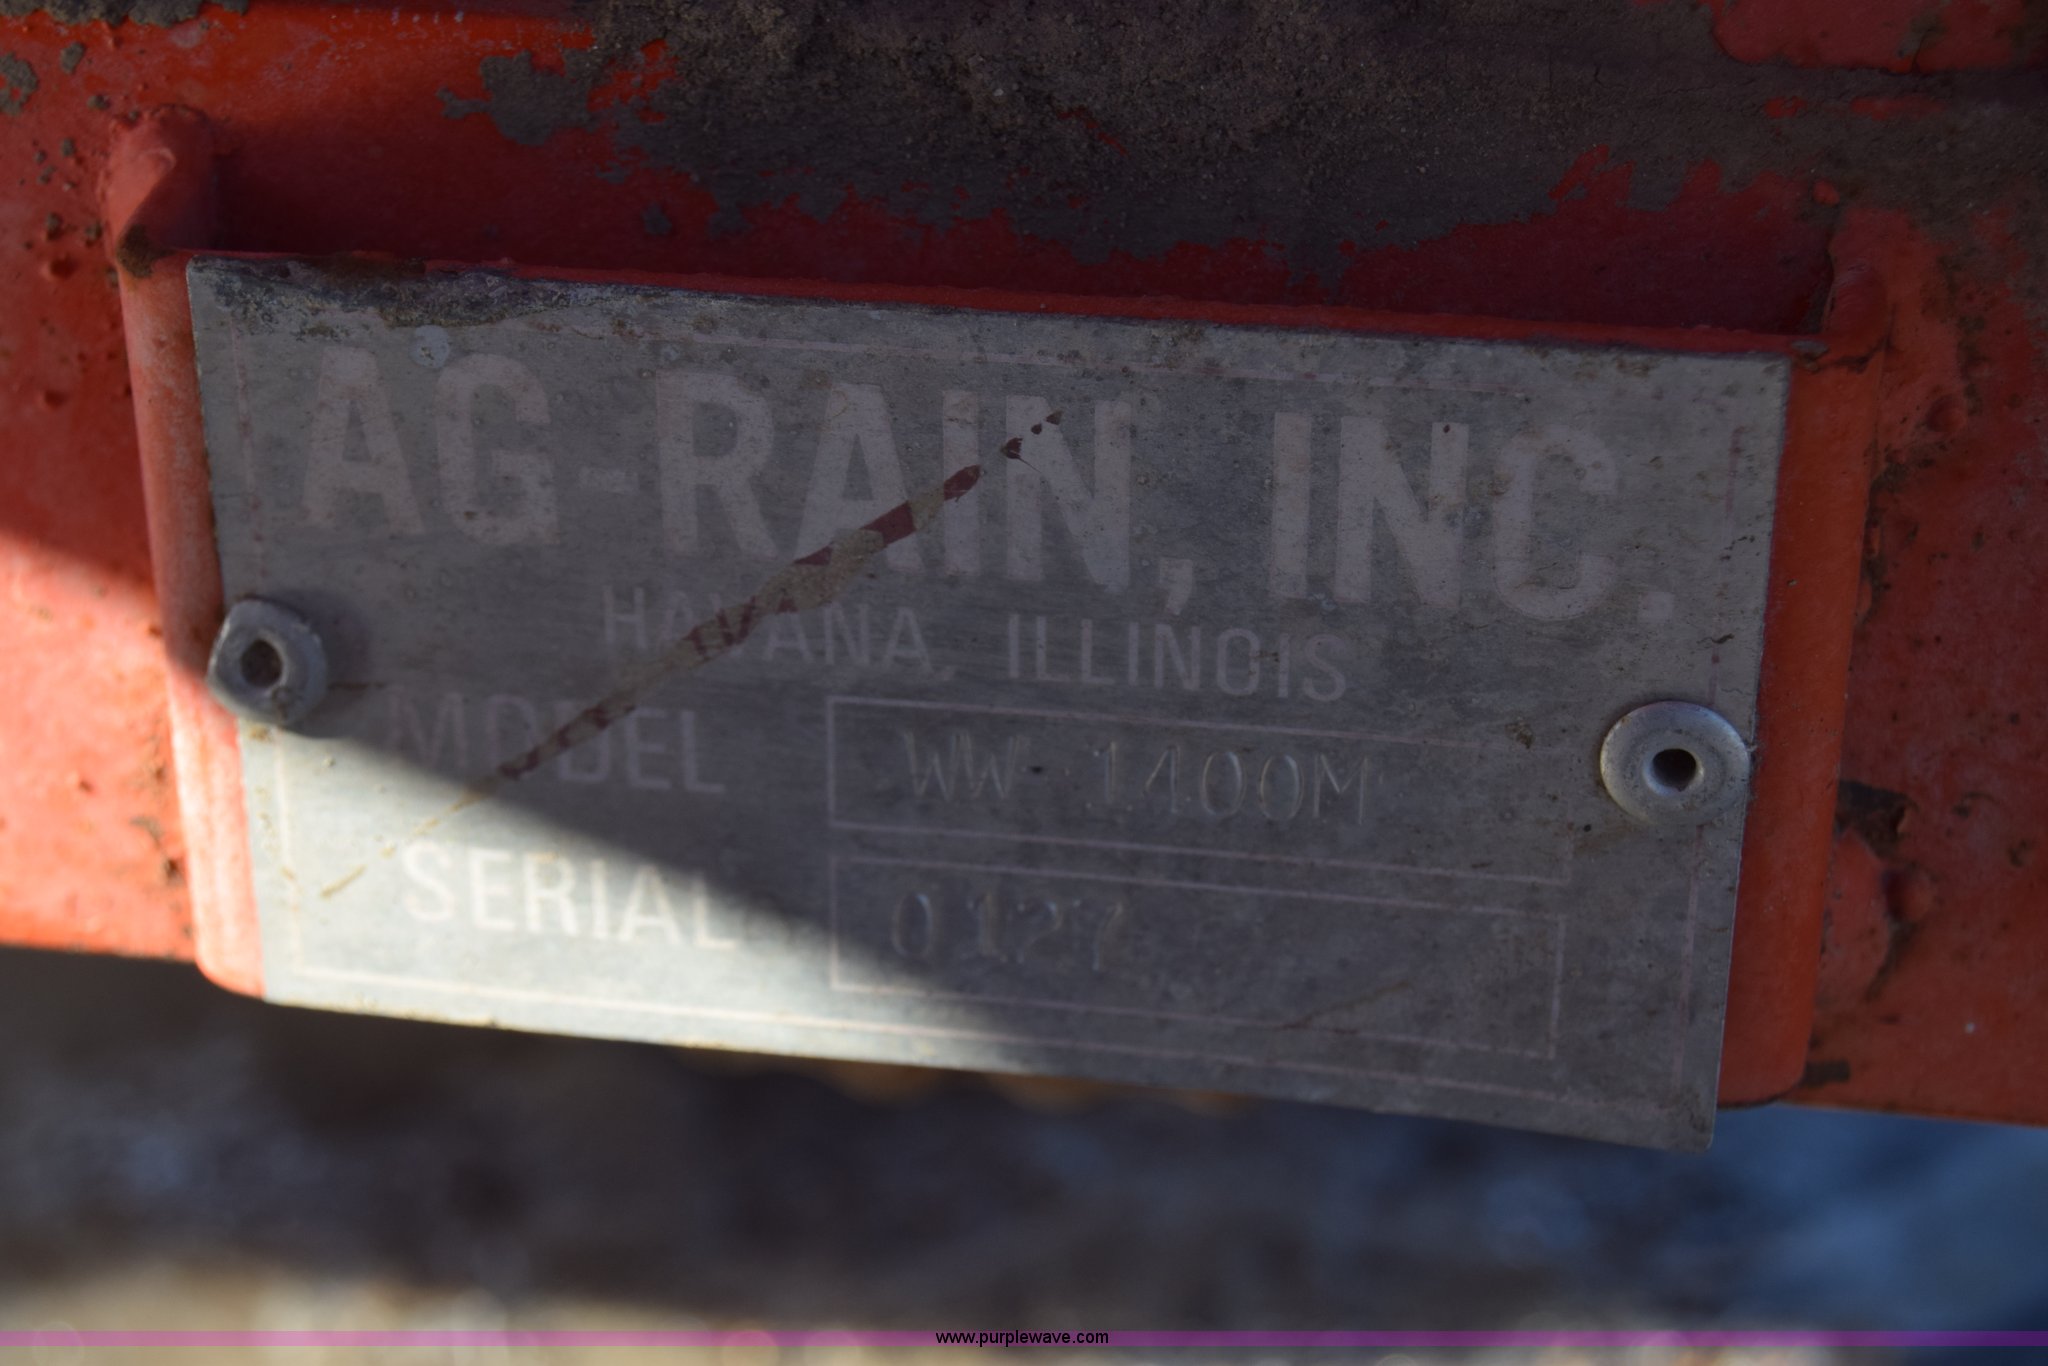 AG-RAIN, INC.
HAVANA, ILLINOIS
MODEL WW-1400M
SERIAL 0127
www.purplewave.com